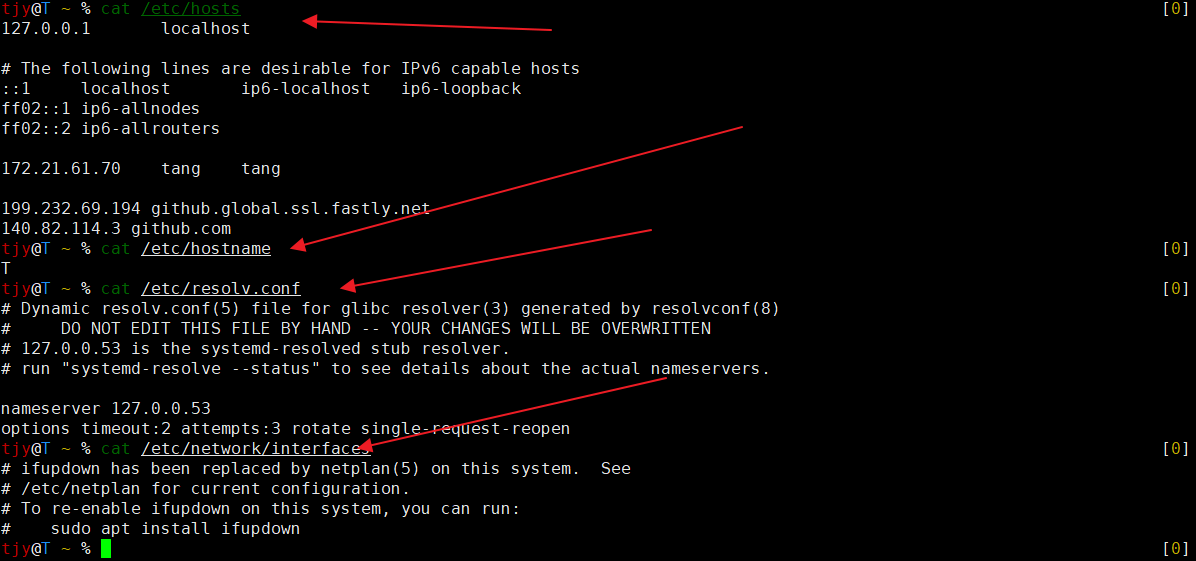 tjy@T ~ % cat /etc/hosts [0]
127.0.0.1 localhost
# The following lines are desirable for IPv6 capable hosts
::1 localhost ip6-localhost ip6-loopback
ff02::1 ip6-allnodes
ff02::2 ip6-allrouters
172.21.61.70 tang tang
199.232.69.194 github.global.ssl.fastly.net
140.82.114.3 github.com
tjy@T ~ % cat /etc/hostname [0]
T
tjy@T ~ % cat /etc/resolv.conf [0]
# Dynamic resolv.conf(5) file for glibc resolver(3) generated by resolvconf(8)
# DO NOT EDIT THIS FILE BY HAND -- YOUR CHANGES WILL BE OVERWRITTEN
# 127.0.0.53 is the systemd-resolved stub resolver.
# run "systemd-resolve --status" to see details about the actual nameservers.
nameserver 127.0.0.53
options timeout:2 attempts:3 rotate single-request-reopen
tjy@T ~ % cat /etc/network/interfaces [0]
# ifupdown has been replaced by netplan(5) on this system. See
# /etc/netplan for current configuration.
# To re-enable ifupdown on this system, you can run:
# sudo apt install ifupdown
tjy@T ~ % [0]